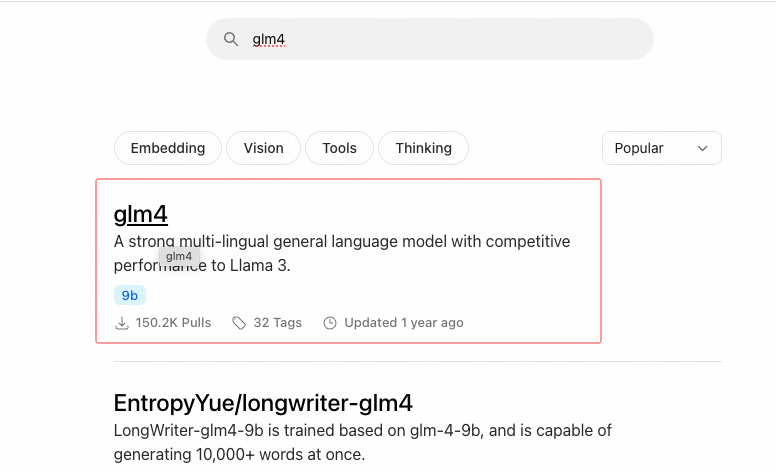 glm4
Embedding Vision Tools Thinking Popular
glm4
A strong multi-lingual general language model with competitive
performance to Llama 3.
glm4
9b
150.2K Pulls 32 Tags Updated 1 year ago
EntropyYue/longwriter-glm4
LongWriter-glm4-9b is trained based on glm-4-9b, and is capable of
generating 10,000+ words at once.